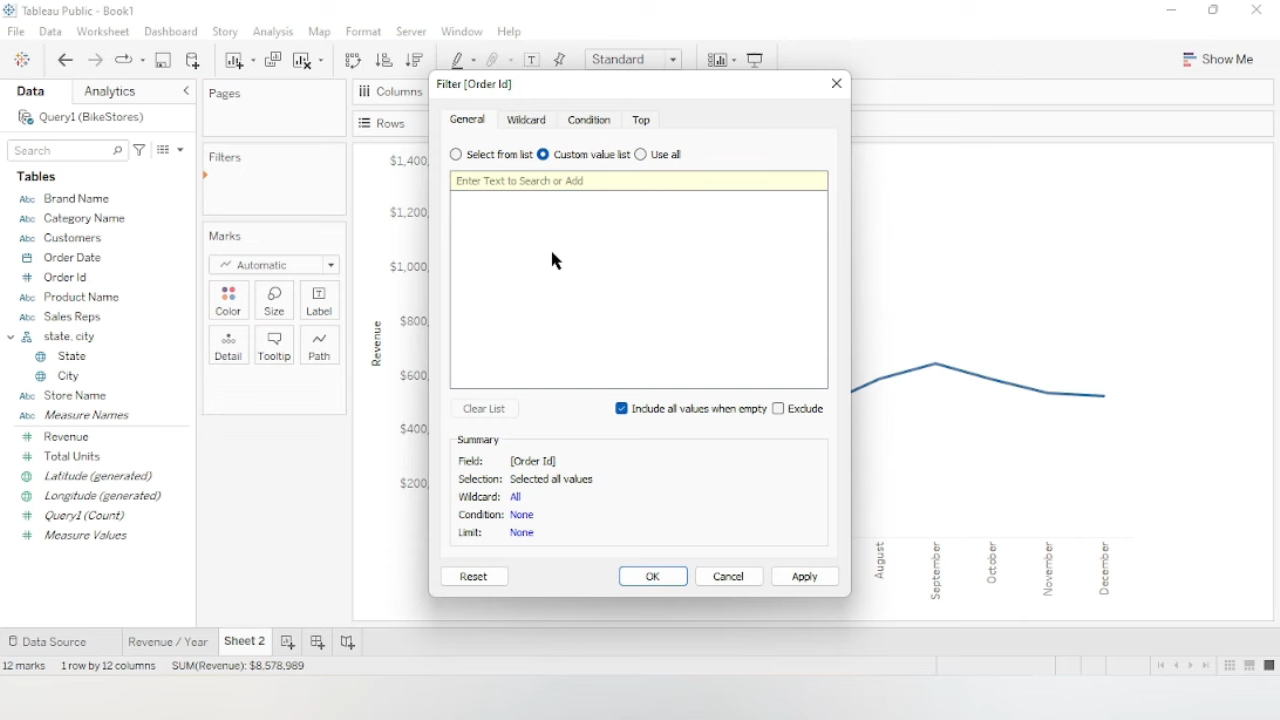 Tableau Public - Book1
File Data Worksheet Dashboard Story Analysis Map Format Server Window Help
Standard
Show Me
Data Analytics
Query1 (BikeStores)
Search
Tables
Abc Brand Name
Abc Category Name
Abc Customers
Order Date
# Order Id
Abc Product Name
Abc Sales Reps
state, city
State
City
Abc Store Name
Abc Measure Names
# Revenue
# Total Units
Latitude (generated)
Longitude (generated)
# Query1 (Count)
# Measure Values
Pages
Filters
Marks
Automatic
Color Size Label
Detail Tooltip Path
Columns
Rows
$1,400,
$1,200,
$1,000,
$800,
$600,
$400,
$200,
Revenue
August
September
October
November
December
Filter [Order Id]
General Wildcard Condition Top
Select from list Custom value list Use all
Enter Text to Search or Add
Clear List Include all values when empty Exclude
Summary
Field: [Order Id]
Selection: Selected all values
Wildcard: All
Condition: None
Limit: None
Reset OK Cancel Apply
Data Source Revenue / Year Sheet 2
12 marks 1 row by 12 columns SUM(Revenue): $8,578,989